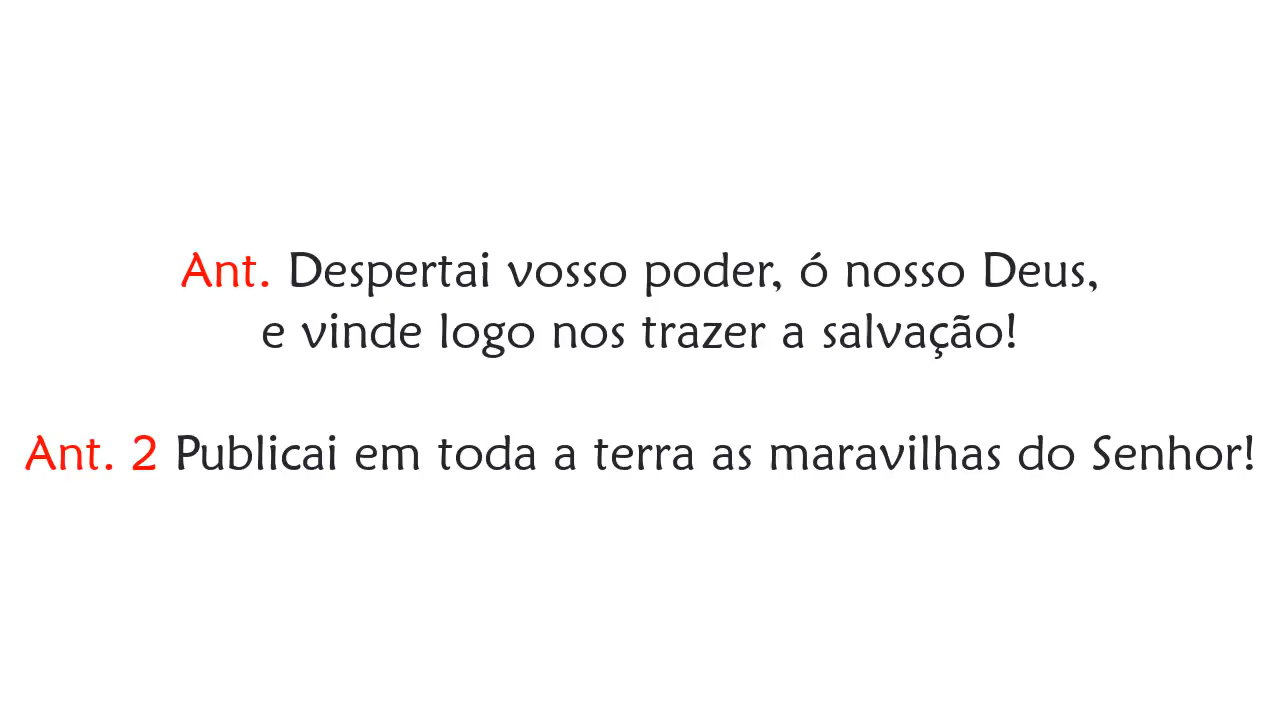 Ant. Despertai vosso poder, ó nosso Deus,
e vinde logo nos trazer a salvação!
Ant. 2 Publicai em toda a terra as maravilhas do Senhor!